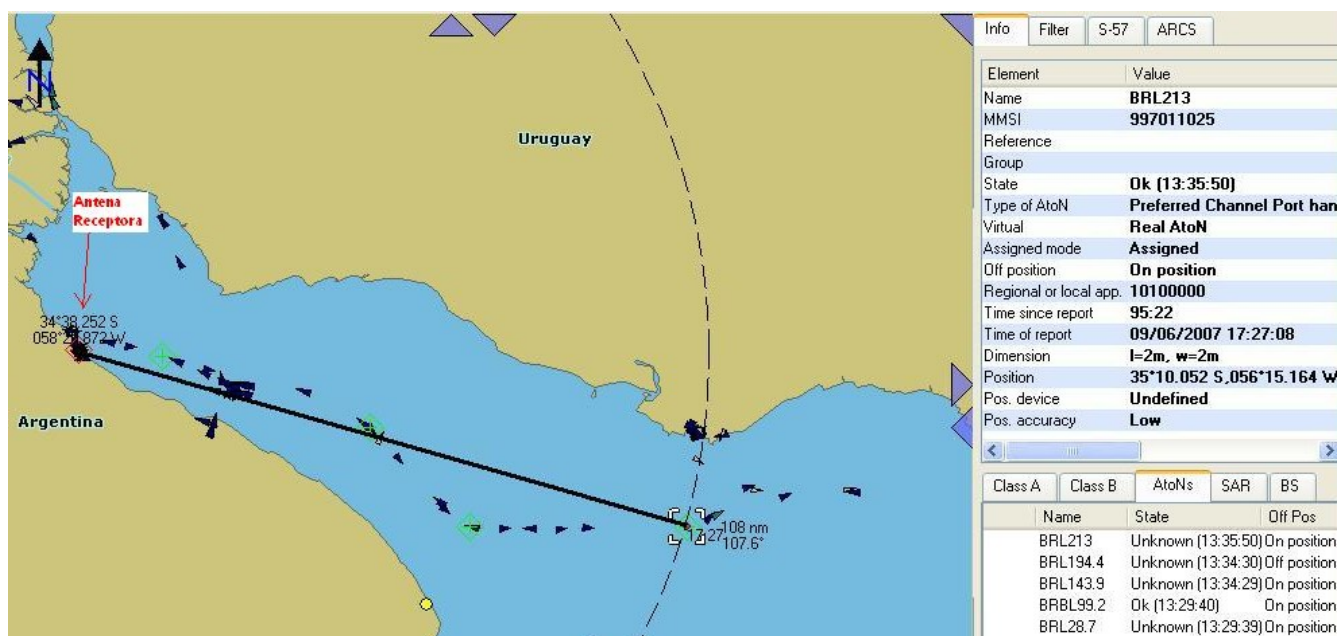 N
Uruguay
Antena
Receptora
34°38.252 S
Argentina
17:27
108 nm
107.6°
Info Filter S-57 ARCS
Element Value
Name BRL213
MMSI 997011025
Reference
Group
State Ok (13:35:50)
Type of AtoN Preferred Channel Port han
Virtual Real AtoN
Assigned mode Assigned
Off position On position
Regional or local app. 10100000
Time since report 95:22
Time of report 09/06/2007 17:27:08
Dimension l=2m, w=2m
Position 35°10.052 S,056°15.164 W
Pos. device Undefined
Pos. accuracy Low
Class A Class B AtoNs SAR BS
Name State Off Pos
BRL213 Unknown (13:35:50) On position
BRL194.4 Unknown (13:34:30) Off position
BRL143.9 Unknown (13:34:29) On position
BRBL99.2 Ok (13:29:40) On position
BRL28.7 Unknown (13:29:39) On position